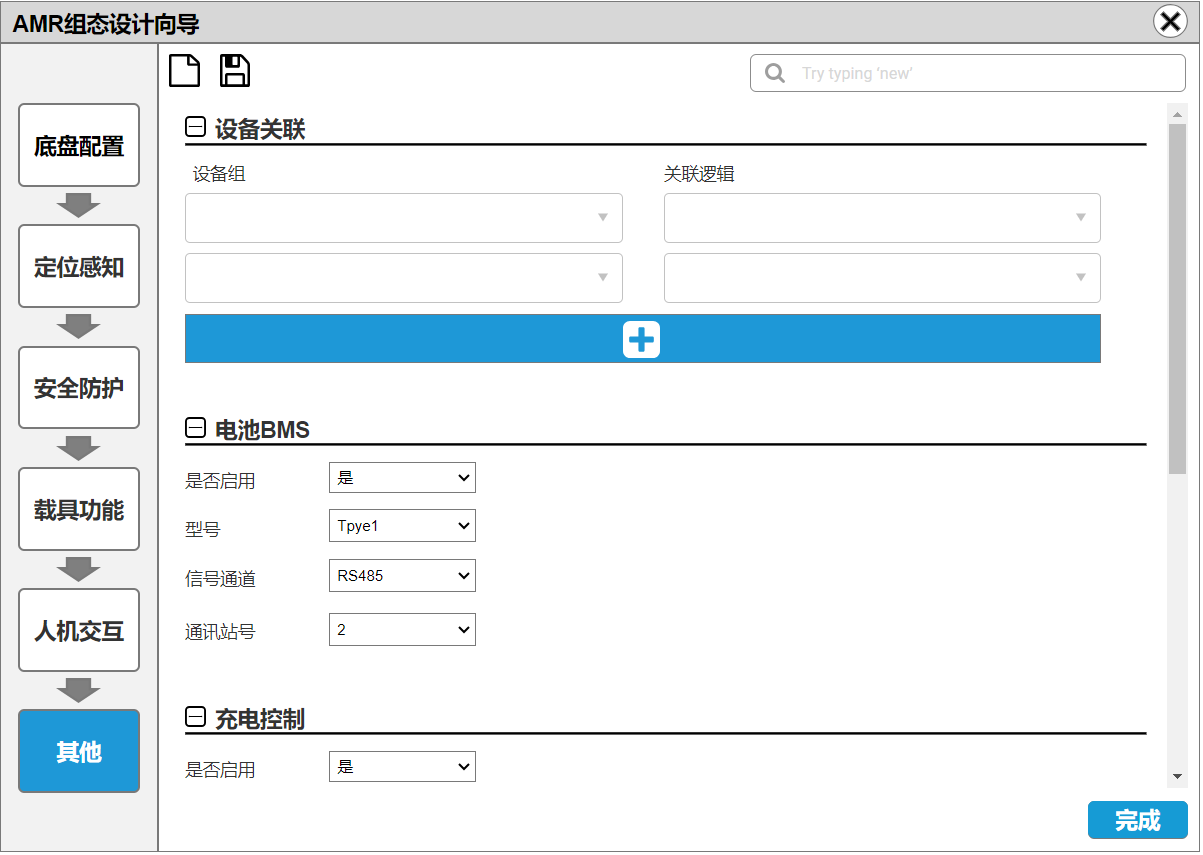 AMR组态设计向导
Try typing 'new'
底盘配置
定位感知
安全防护
载具功能
人机交互
其他
设备关联
设备组 关联逻辑
电池BMS
是否启用 是
型号 Tpye1
信号通道 RS485
通讯站号 2
充电控制
是否启用 是
完成